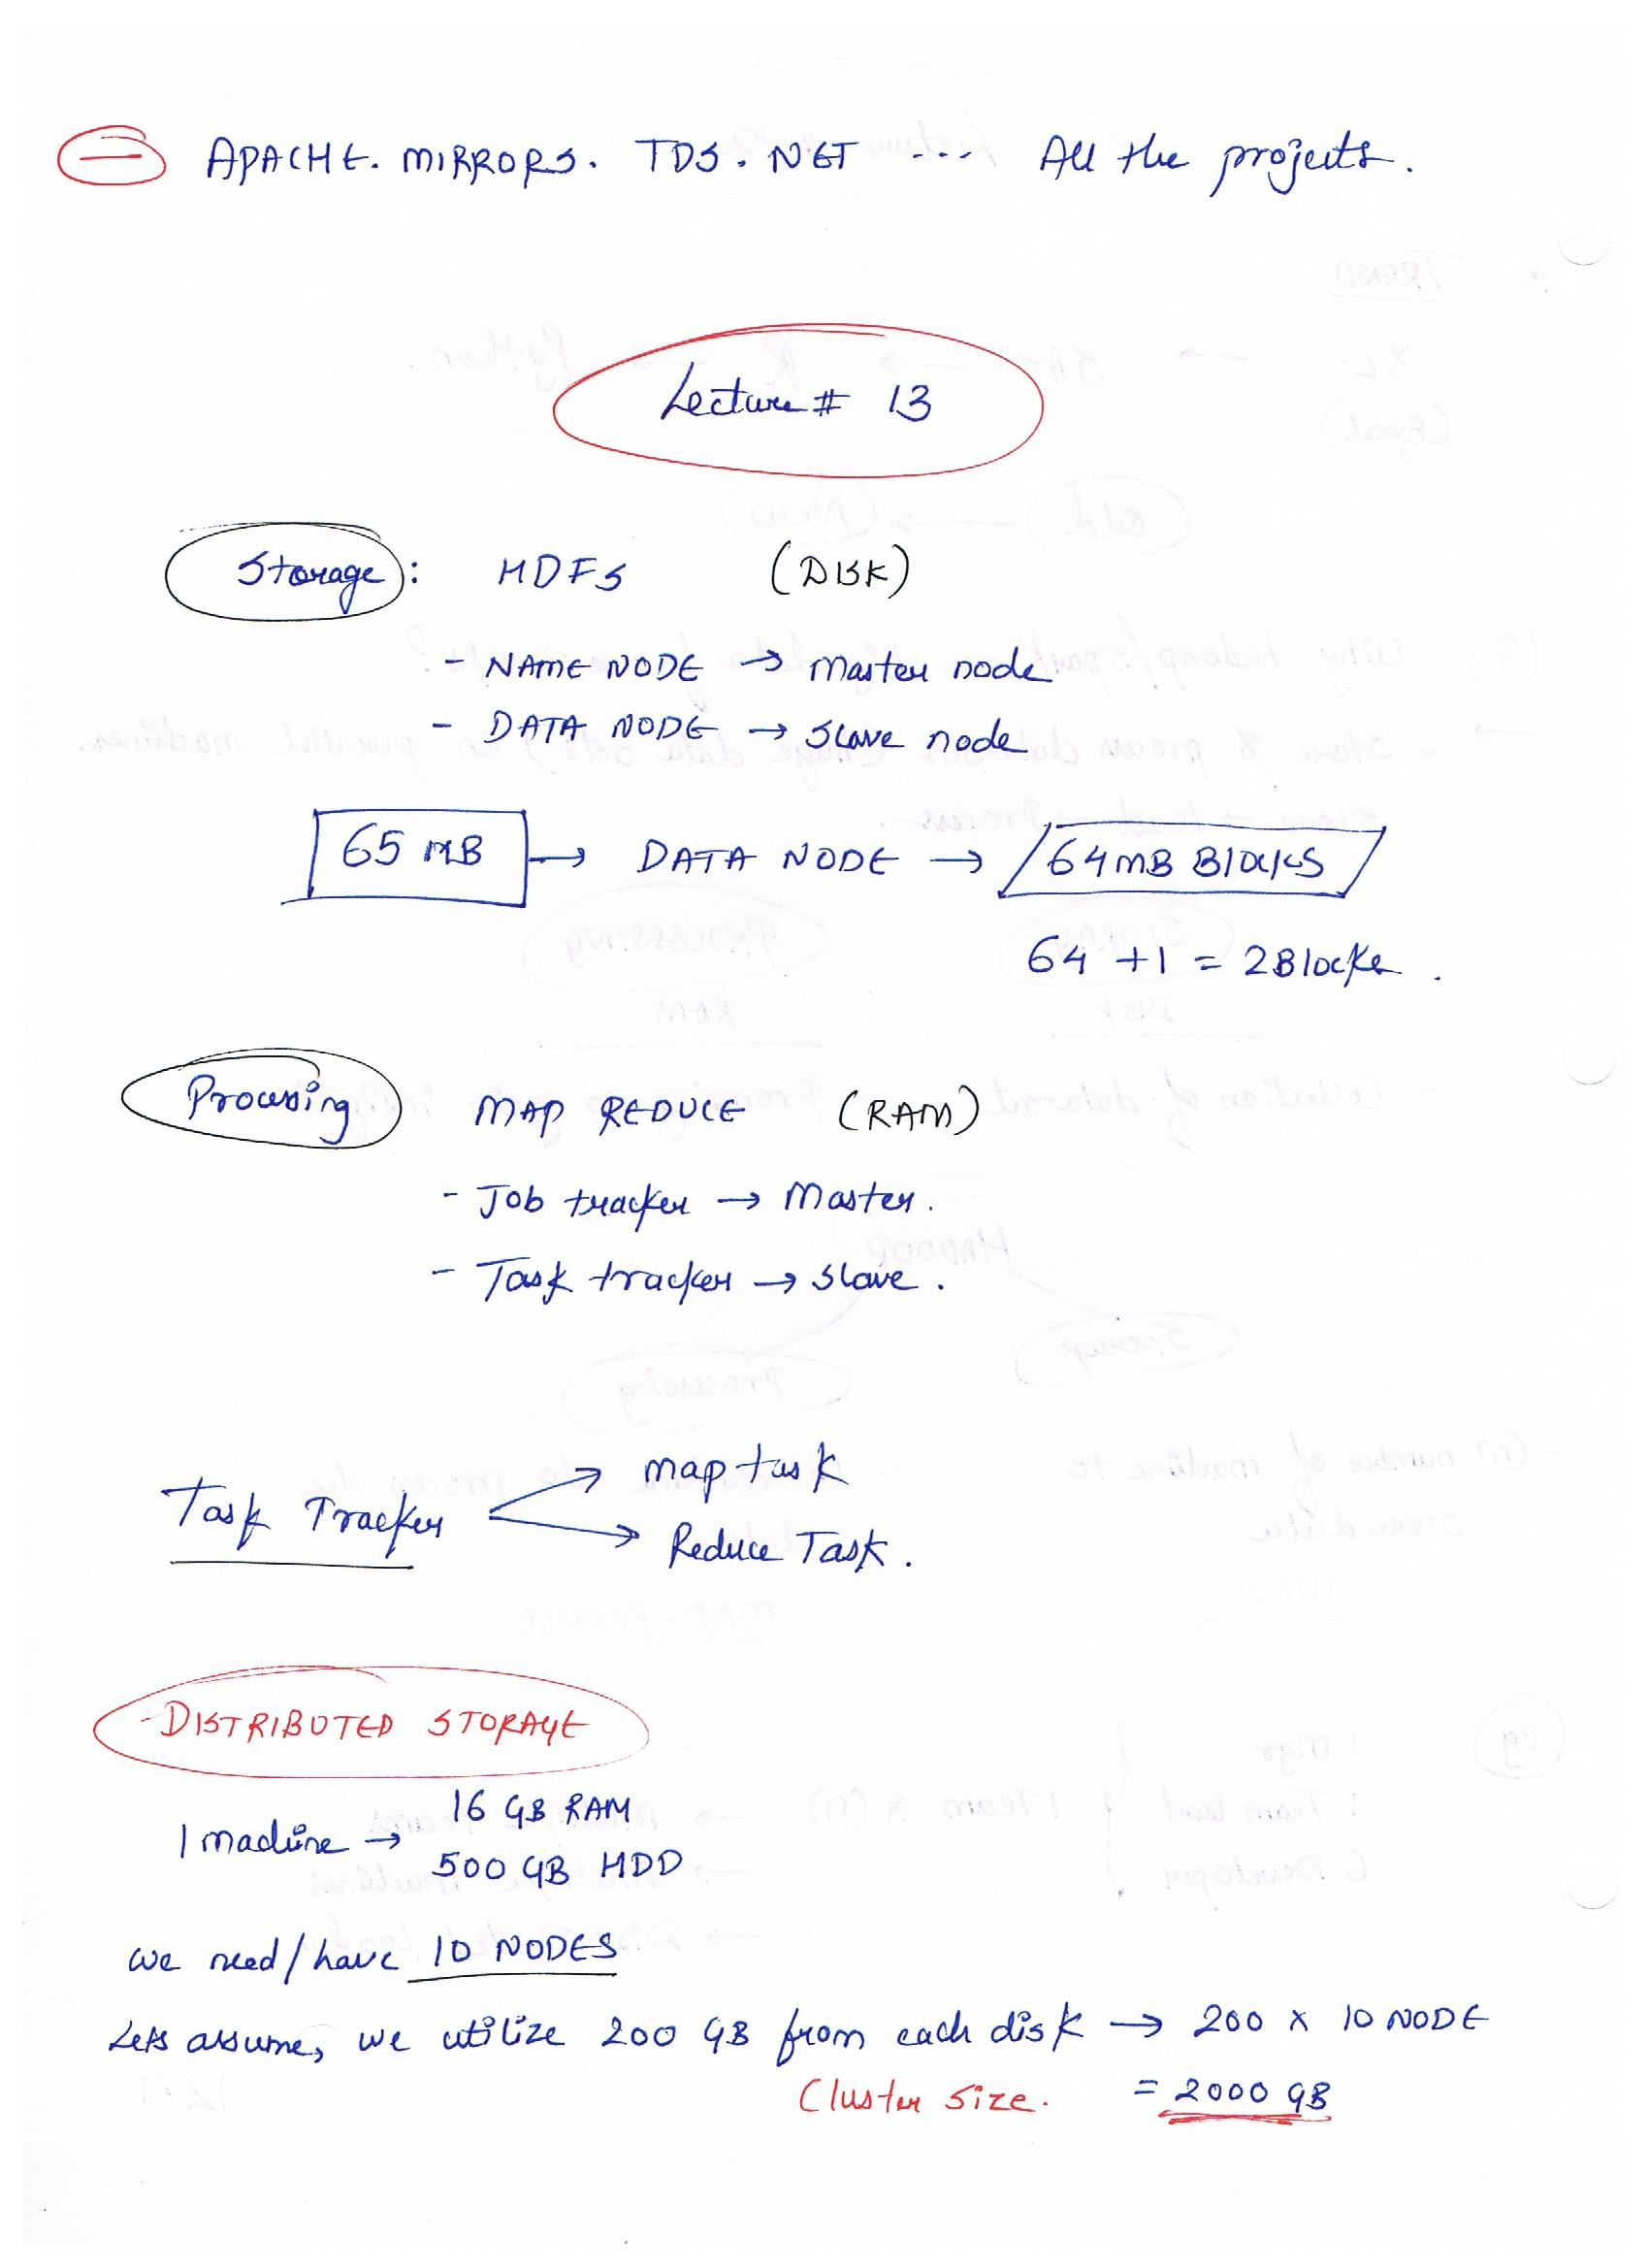 APACHE. MIRRORS. TDS. NET .... All the projects.
Lecture # 13
Storage : HDFS (DISK)
- NAME NODE → Master node
- DATA NODE → Slave node
65 MB → DATA NODE → 64MB Blocks
64 + 1 = 2 Blocks .
Processing MAP REDUCE (RAM)
- Job tracker → Master.
- Task tracker → Slave .
Task Tracker → map task
→ Reduce Task .
- DISTRIBUTED STORAGE
1 machine → 16 GB RAM
500 GB HDD
we need/have 10 NODES
Lets assume, we utilize 200 GB from each disk → 200 x 10 NODE
Cluster Size. = 2000 GB